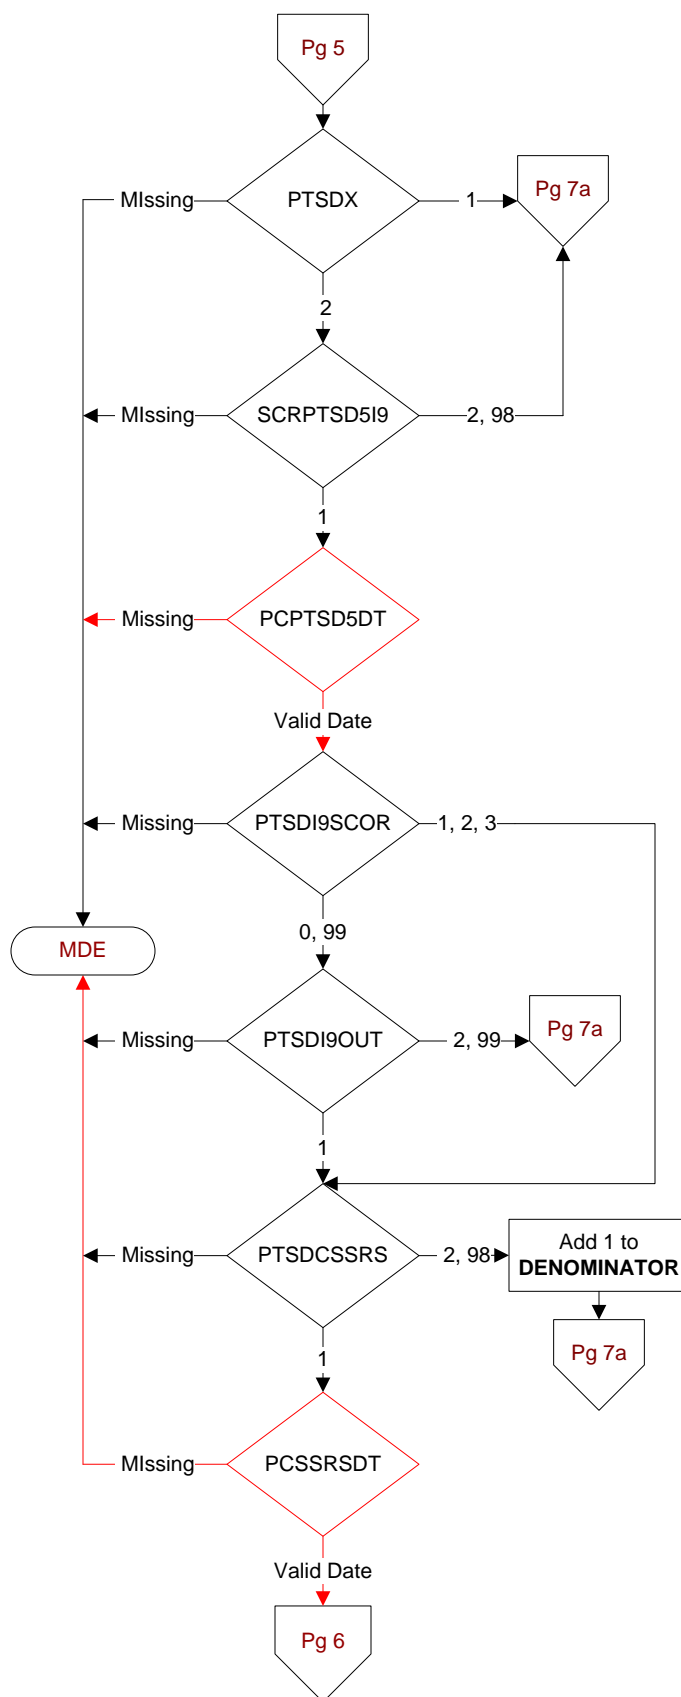 Pg 5
MIssing
PTSDX
1
Pg 7a
2
MIssing
SCRPTSD5I9
2, 98
1
Missing
PCPTSD5DT
Valid Date
Missing
PTSDI9SCOR
1, 2, 3
0, 99
MDE
Missing
PTSDI9OUT
2, 99
Pg 7a
1
Missing
PTSDCSSRS
2, 98
Add 1 to
DENOMINATOR
Pg 7a
1
MIssing
PCSSRSDT
Valid Date
Pg 6